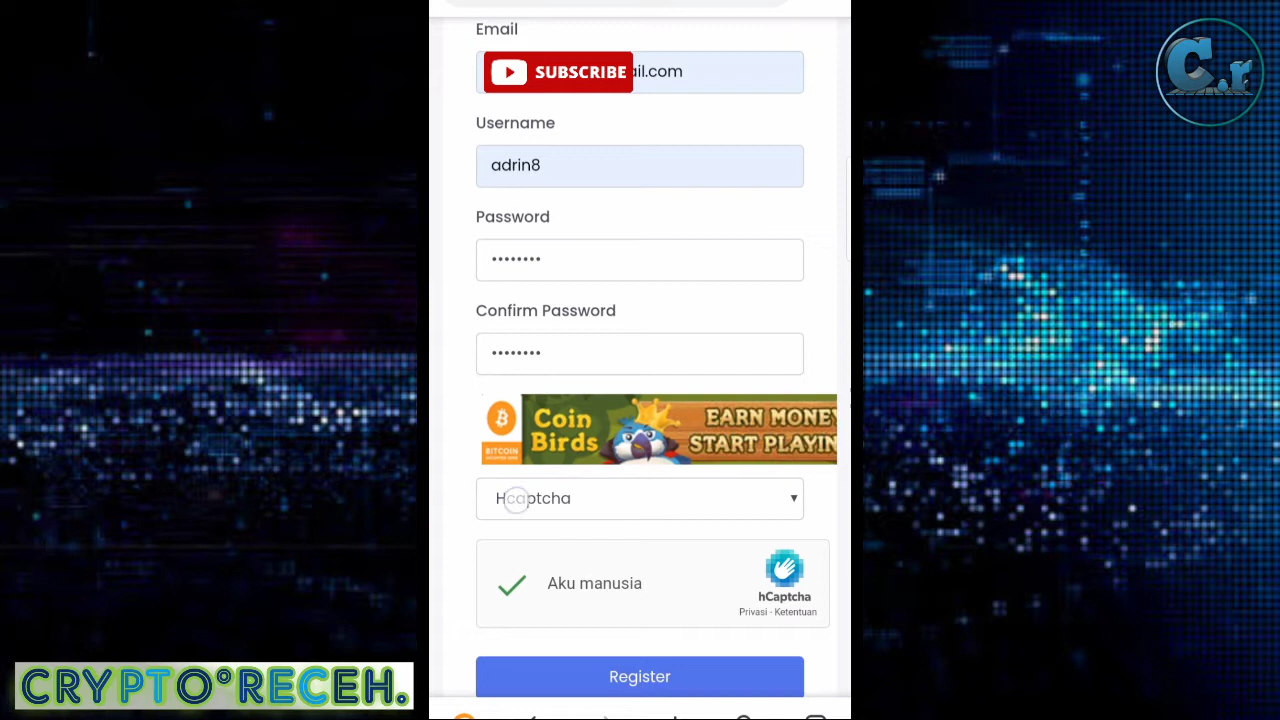 Email
SUBSCRIBE
ail.com
C.r
Username
adrin8
Password
••••••••
Confirm Password
••••••••
BITCOIN
Coin
Birds
EARN MONEY
START PLAYIN
Hcaptcha
Aku manusia
hCaptcha
Privasi - Ketentuan
Register
CRYPTO°RECEH.